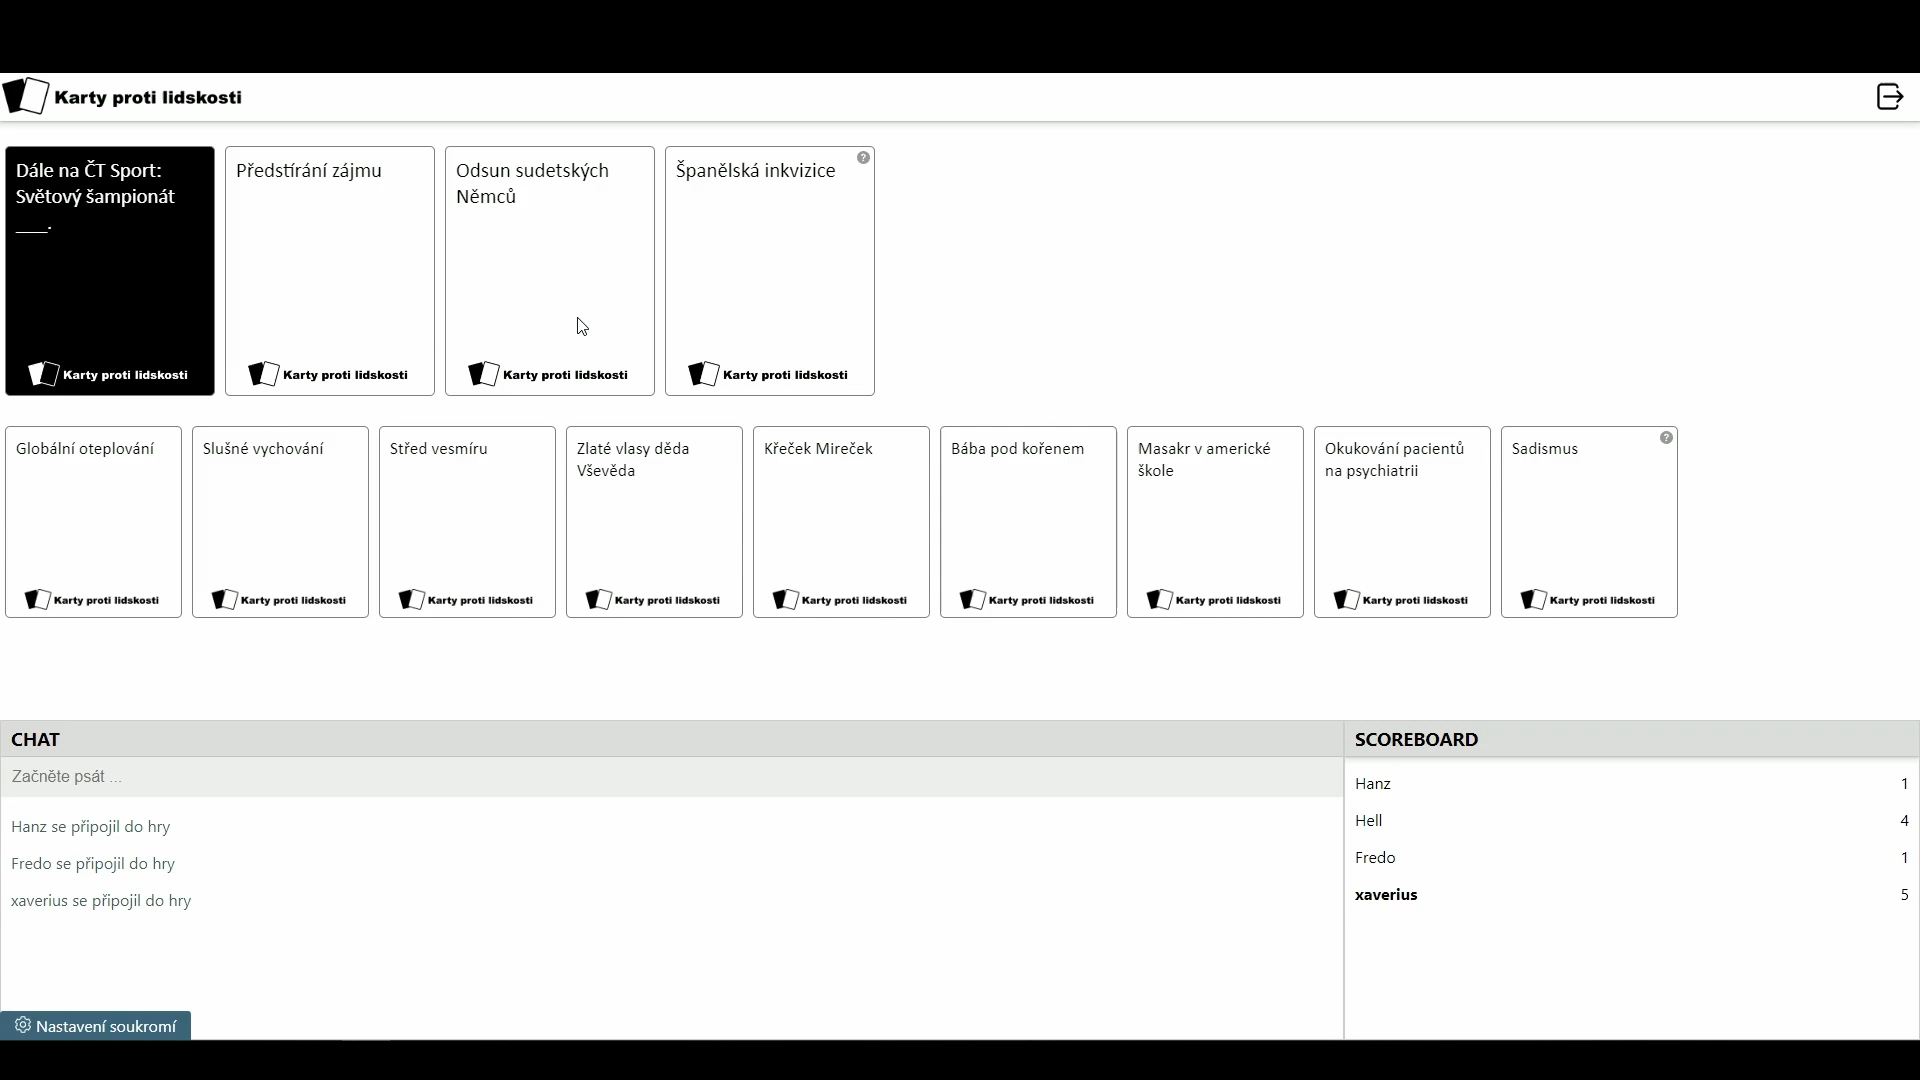 Karty proti lidskosti
Dále na ČT Sport:
Světový šampionát
___.
Karty proti lidskosti
Předstírání zájmu
Karty proti lidskosti
Odsun sudetských
Němců
Karty proti lidskosti
Španělská inkvizice
?
Karty proti lidskosti
Globální oteplování
Karty proti lidskosti
Slušné vychování
Karty proti lidskosti
Střed vesmíru
Karty proti lidskosti
Zlaté vlasy děda
Vševěda
Karty proti lidskosti
Křeček Mireček
Karty proti lidskosti
Bába pod kořenem
Karty proti lidskosti
Masakr v americké
škole
Karty proti lidskosti
Okukování pacientů
na psychiatrii
Karty proti lidskosti
Sadismus
?
Karty proti lidskosti
CHAT
Začněte psát ...
Hanz se připojil do hry
Fredo se připojil do hry
xaverius se připojil do hry
Nastavení soukromí
SCOREBOARD
Hanz 1
Hell 4
Fredo 1
xaverius 5